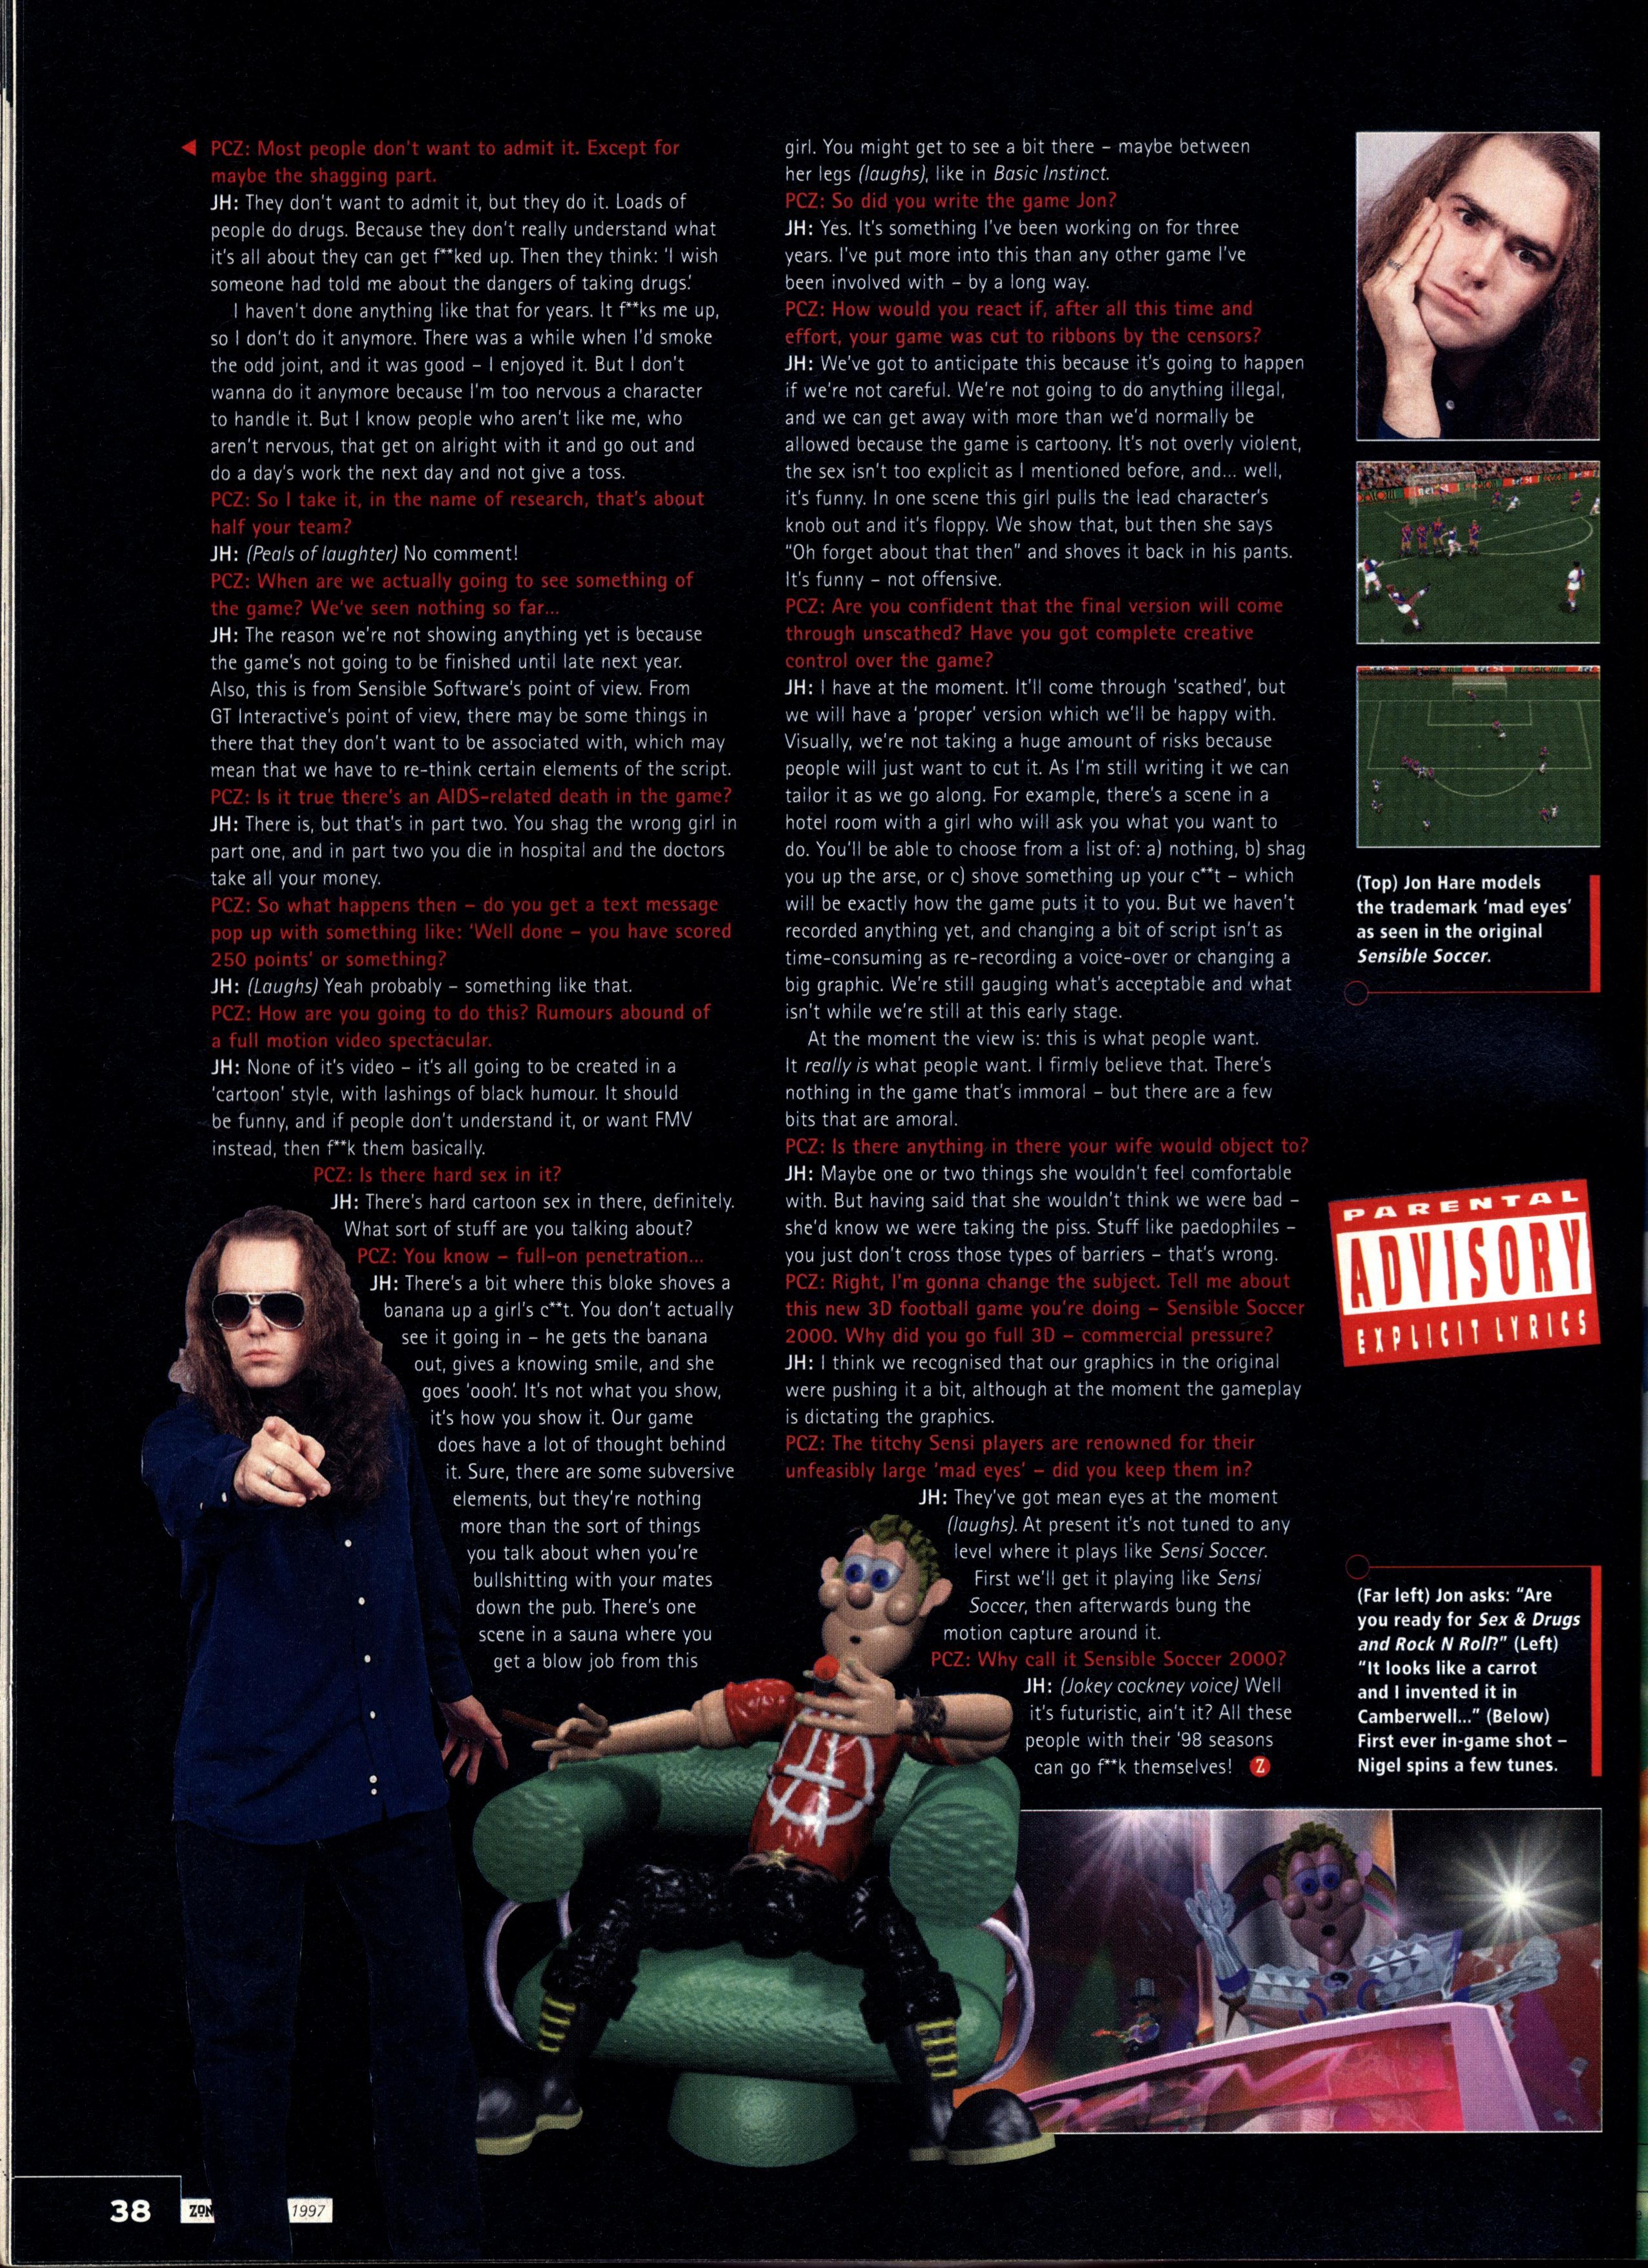 PCZ: Most people don't want to admit it. Except for
maybe the shagging part.
JH: They don't want to admit it, but they do it. Loads of
people do drugs. Because they don't really understand what
it's all about they can get f**ked up. Then they think: 'I wish
someone had told me about the dangers of taking drugs.'
I haven't done anything like that for years. It f**ks me up,
so I don't do it anymore. There was a while when I'd smoke
the odd joint, and it was good – I enjoyed it. But I don't
wanna do it anymore because I'm too nervous a character
to handle it. But I know people who aren't like me, who
aren't nervous, that get on alright with it and go out and
do a day's work the next day and not give a toss.
PCZ: So I take it, in the name of research, that's about
half your team?
JH: (Peals of laughter) No comment!
PCZ: When are we actually going to see something of
the game? We've seen nothing so far...
JH: The reason we're not showing anything yet is because
the game's not going to be finished until late next year.
Also, this is from Sensible Software's point of view. From
GT Interactive's point of view, there may be some things in
there that they don't want to be associated with, which may
mean that we have to re-think certain elements of the script.
PCZ: Is it true there's an AIDS-related death in the game?
JH: There is, but that's in part two. You shag the wrong girl in
part one, and in part two you die in hospital and the doctors
take all your money.
PCZ: So what happens then – do you get a text message
pop up with something like: 'Well done – you have scored
250 points' or something?
JH: (Laughs) Yeah probably – something like that.
PCZ: How are you going to do this? Rumours abound of
a full motion video spectacular.
JH: None of it's video – it's all going to be created in a
'cartoon' style, with lashings of black humour. It should
be funny, and if people don't understand it, or want FMV
instead, then f**k them basically.
PCZ: Is there hard sex in it?
JH: There's hard cartoon sex in there, definitely.
What sort of stuff are you talking about?
PCZ: You know – full-on penetration...
JH: There's a bit where this bloke shoves a
banana up a girl's c**t. You don't actually
see it going in – he gets the banana
out, gives a knowing smile, and she
goes 'oooh'. It's not what you show,
it's how you show it. Our game
does have a lot of thought behind
it. Sure, there are some subversive
elements, but they're nothing
more than the sort of things
you talk about when you're
bullshitting with your mates
down the pub. There's one
scene in a sauna where you
get a blow job from this
girl. You might get to see a bit there – maybe between
her legs (laughs), like in Basic Instinct.
PCZ: So did you write the game Jon?
JH: Yes. It's something I've been working on for three
years. I've put more into this than any other game I've
been involved with – by a long way.
PCZ: How would you react if, after all this time and
effort, your game was cut to ribbons by the censors?
JH: We've got to anticipate this because it's going to happen
if we're not careful. We're not going to do anything illegal,
and we can get away with more than we'd normally be
allowed because the game is cartoony. It's not overly violent,
the sex isn't too explicit as I mentioned before, and... well,
it's funny. In one scene this girl pulls the lead character's
knob out and it's floppy. We show that, but then she says
"Oh forget about that then" and shoves it back in his pants.
It's funny – not offensive.
PCZ: Are you confident that the final version will come
through unscathed? Have you got complete creative
control over the game?
JH: I have at the moment. It'll come through 'scathed', but
we will have a 'proper' version which we'll be happy with.
Visually, we're not taking a huge amount of risks because
people will just want to cut it. As I'm still writing it we can
tailor it as we go along. For example, there's a scene in a
hotel room with a girl who will ask you what you want to
do. You'll be able to choose from a list of: a) nothing, b) shag
you up the arse, or c) shove something up your c**t – which
will be exactly how the game puts it to you. But we haven't
recorded anything yet, and changing a bit of script isn't as
time-consuming as re-recording a voice-over or changing a
big graphic. We're still gauging what's acceptable and what
isn't while we're still at this early stage.
At the moment the view is: this is what people want.
It really is what people want. I firmly believe that. There's
nothing in the game that's immoral – but there are a few
bits that are amoral.
PCZ: Is there anything in there your wife would object to?
JH: Maybe one or two things she wouldn't feel comfortable
with. But having said that she wouldn't think we were bad –
she'd know we were taking the piss. Stuff like paedophiles –
you just don't cross those types of barriers – that's wrong.
PCZ: Right, I'm gonna change the subject. Tell me about
this new 3D football game you're doing – Sensible Soccer
2000. Why did you go full 3D – commercial pressure?
JH: I think we recognised that our graphics in the original
were pushing it a bit, although at the moment the gameplay
is dictating the graphics.
PCZ: The titchy Sensi players are renowned for their
unfeasibly large 'mad eyes' – did you keep them in?
JH: They've got mean eyes at the moment
(laughs). At present it's not tuned to any
level where it plays like Sensi Soccer.
First we'll get it playing like Sensi
Soccer, then afterwards bung the
motion capture around it.
PCZ: Why call it Sensible Soccer 2000?
JH: (Jokey cockney voice) Well
it's futuristic, ain't it? All these
people with their '98 seasons
can go f**k themselves! Z
(Top) Jon Hare models
the trademark 'mad eyes'
as seen in the original
Sensible Soccer.
PARENTAL
ADVISORY
EXPLICIT LYRICS
(Far left) Jon asks: "Are
you ready for Sex & Drugs
and Rock N Roll?" (Left)
"It looks like a carrot
and I invented it in
Camberwell..." (Below)
First ever in-game shot –
Nigel spins a few tunes.
38
ZON
1997